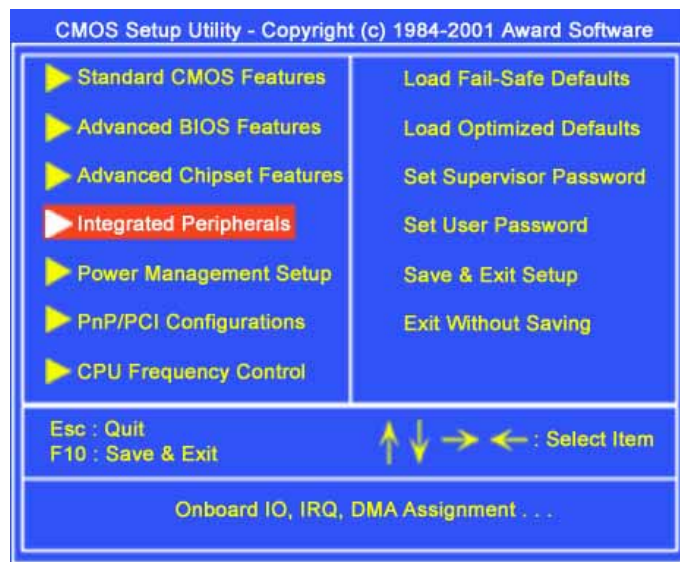 CMOS Setup Utility - Copyright (c) 1984-2001 Award Software
Standard CMOS Features
Advanced BIOS Features
Advanced Chipset Features
Integrated Peripherals
Power Management Setup
PnP/PCI Configurations
CPU Frequency Control
Load Fail-Safe Defaults
Load Optimized Defaults
Set Supervisor Password
Set User Password
Save & Exit Setup
Exit Without Saving
Esc : Quit
F10 : Save & Exit
↑ ↓ → ← : Select Item
Onboard IO, IRQ, DMA Assignment . . .